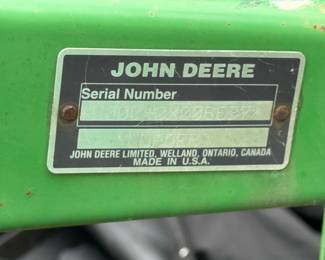 JOHN DEERE
Serial Number
JOHN DEERE LIMITED, WELLAND, ONTARIO, CANADA
MADE IN U.S.A.